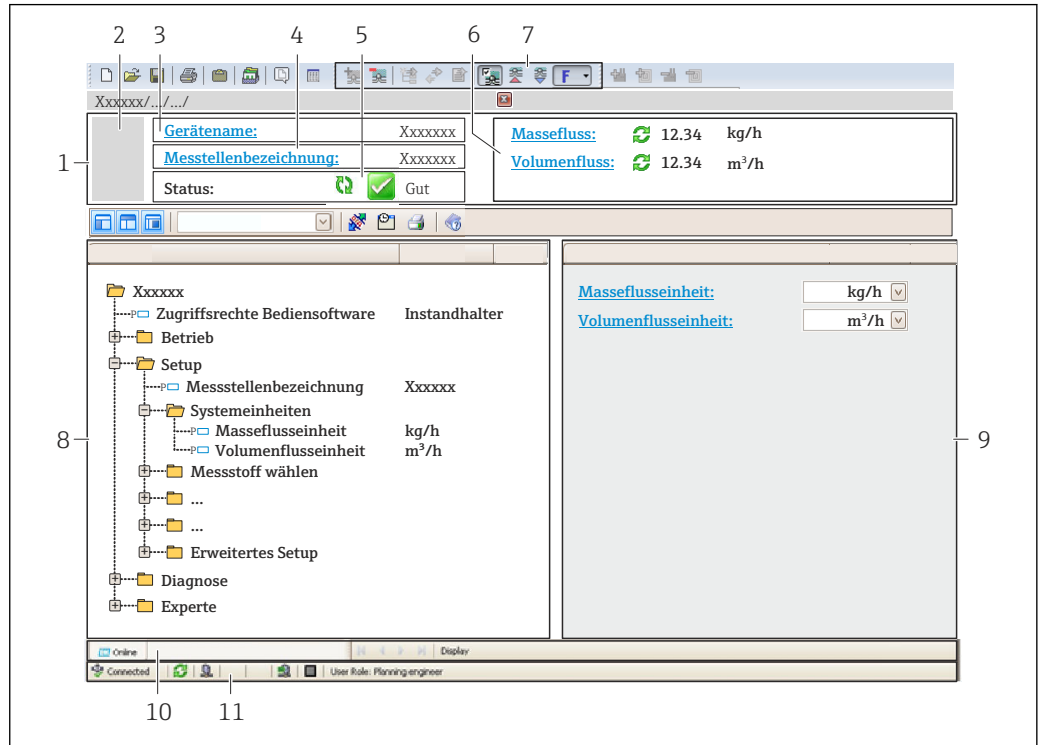 2 3 4 5 6 7
F
Xxxxxx/.../.../
1
Gerätename: Xxxxxxx
Messtellenbezeichnung: Xxxxxxx
Status: Gut
Massefluss: 12.34 kg/h
Volumenfluss: 12.34 m³/h
Xxxxxx
P Zugriffsrechte Bediensoftware Instandhalter
Betrieb
Setup
P Messstellenbezeichnung Xxxxxx
Systemeinheiten
P Masseflusseinheit kg/h
P Volumenflusseinheit m³/h
Messstoff wählen
...
...
Erweitertes Setup
Diagnose
Experte
8
Masseflusseinheit: kg/h
Volumenflusseinheit: m³/h
9
Online Display
Connected User Role: Planning engineer
10 11